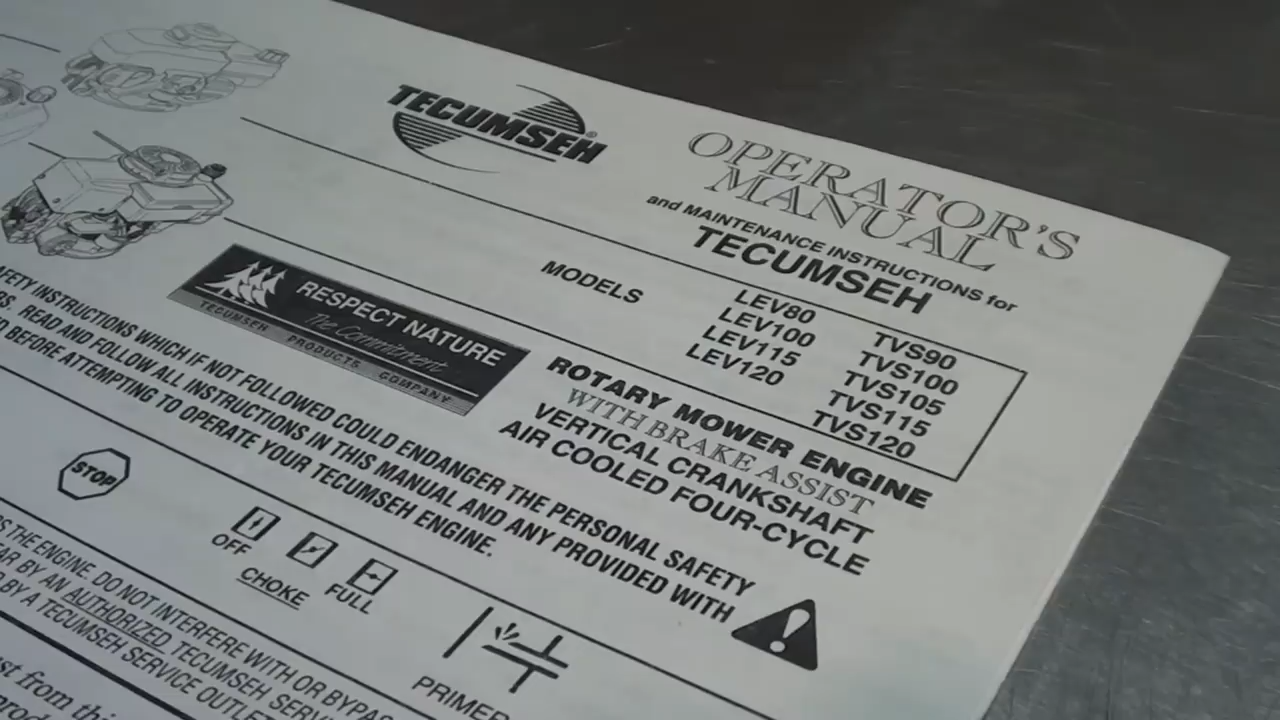 TECUMSEH®
OPERATOR'S
MANUAL
and MAINTENANCE INSTRUCTIONS for
TECUMSEH
MODELS
LEV80 TVS90
LEV100 TVS100
LEV115 TVS105
LEV120 TVS115
TVS120
RESPECT NATURE
The Commitment
TECUMSEH PRODUCTS COMPANY
ROTARY MOWER ENGINE
WITH BRAKE ASSIST
VERTICAL CRANKSHAFT
AIR COOLED FOUR-CYCLE
INSTRUCTIONS WHICH IF NOT FOLLOWED COULD ENDANGER THE PERSONAL SAFETY
READ AND FOLLOW ALL INSTRUCTIONS IN THIS MANUAL AND ANY PROVIDED WITH
BEFORE ATTEMPTING TO OPERATE YOUR TECUMSEH ENGINE.
STOP
OFF FULL
CHOKE
PRIMER
THE ENGINE. DO NOT INTERFERE WITH OR
BY AN AUTHORIZED TECUMSEH
BY A TECUMSEH SERVICE
from